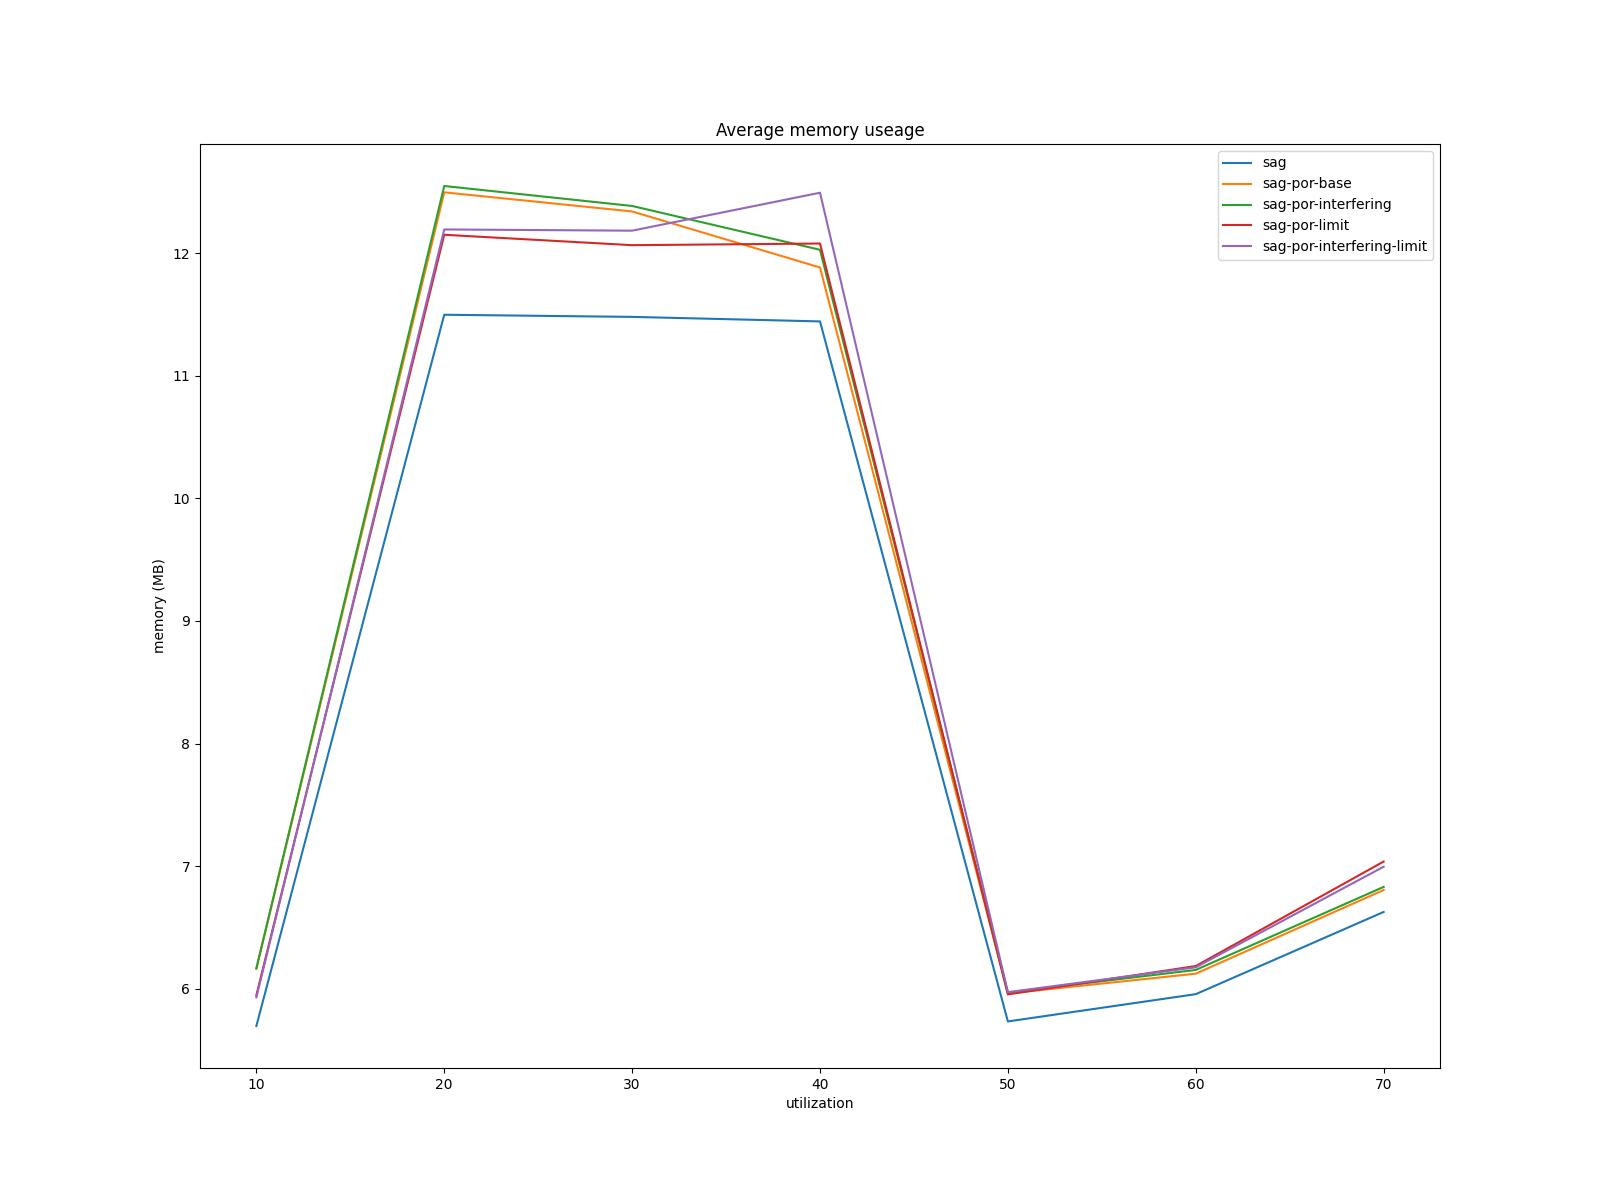 Average memory useage
sag
sag-por-base
sag-por-interfering
sag-por-limit
sag-por-interfering-limit
memory (MB)
12
11
10
9
8
7
6
10 20 30 40 50 60 70
utilization